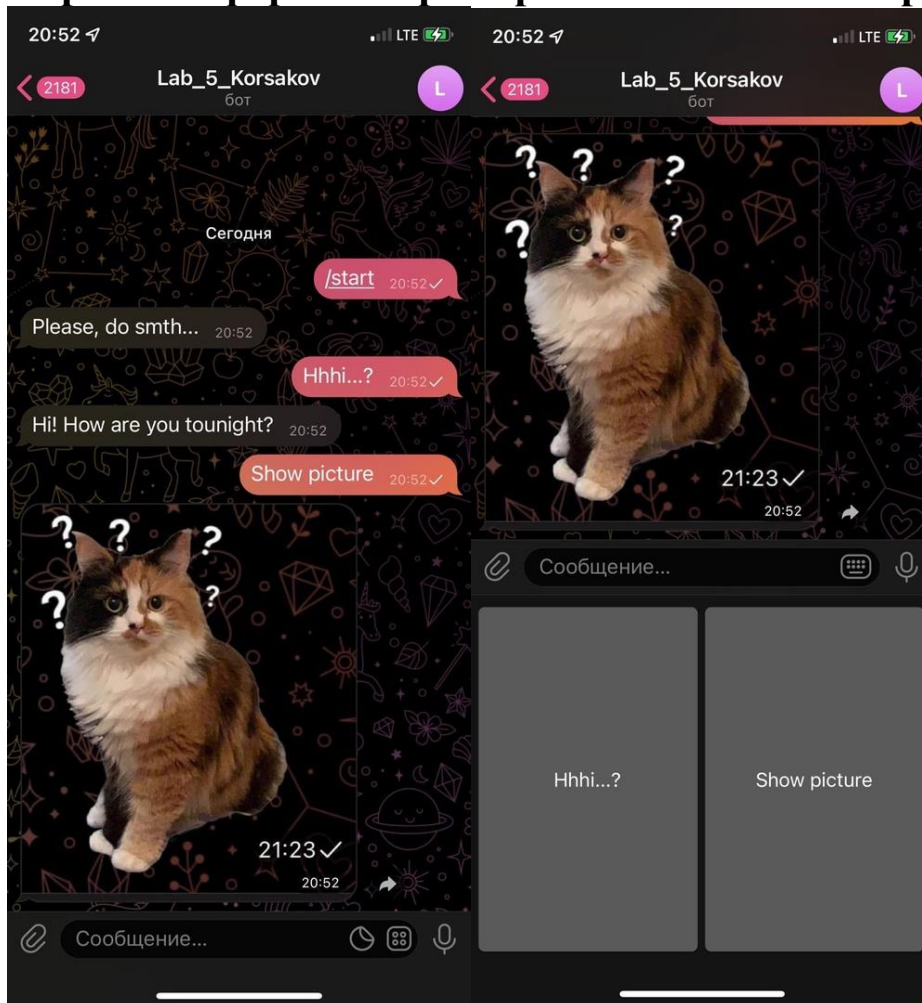 20:52
LTE
2181
Lab_5_Korsakov
бот
L
Сегодня
/start 20:52
Please, do smth... 20:52
Hhhi...? 20:52
Hi! How are you tounight? 20:52
Show picture 20:52
? ? ? ? ?
21:23
20:52
Сообщение...
20:52
LTE
2181
Lab_5_Korsakov
бот
L
? ? ? ? ?
21:23
20:52
Сообщение...
Hhhi...?
Show picture